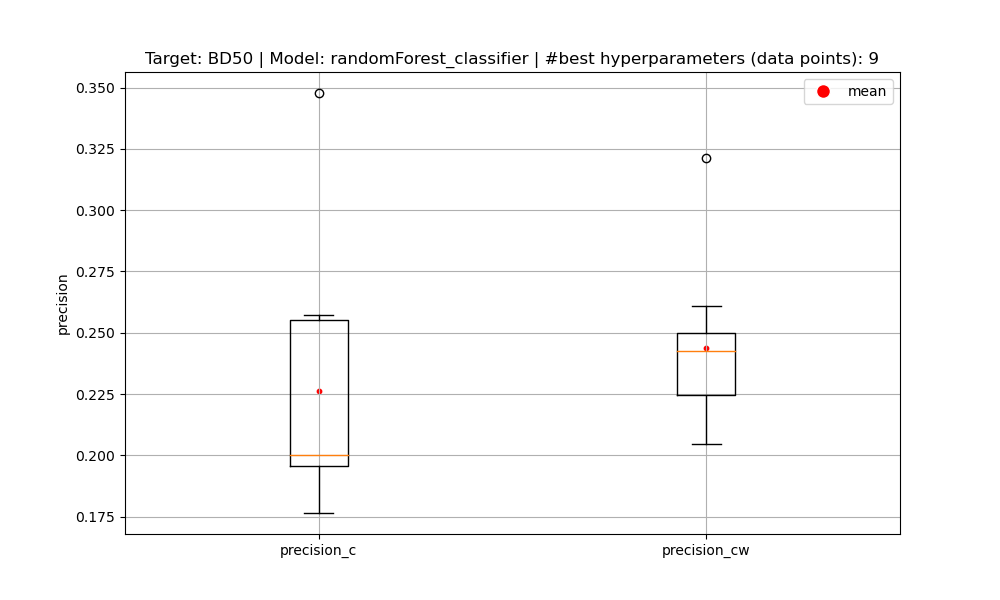 Target: BD50 | Model: randomForest_classifier | #best hyperparameters (data points): 9
mean
0.350
0.325
0.300
0.275
0.250
0.225
0.200
0.175
precision
precision_c
precision_cw